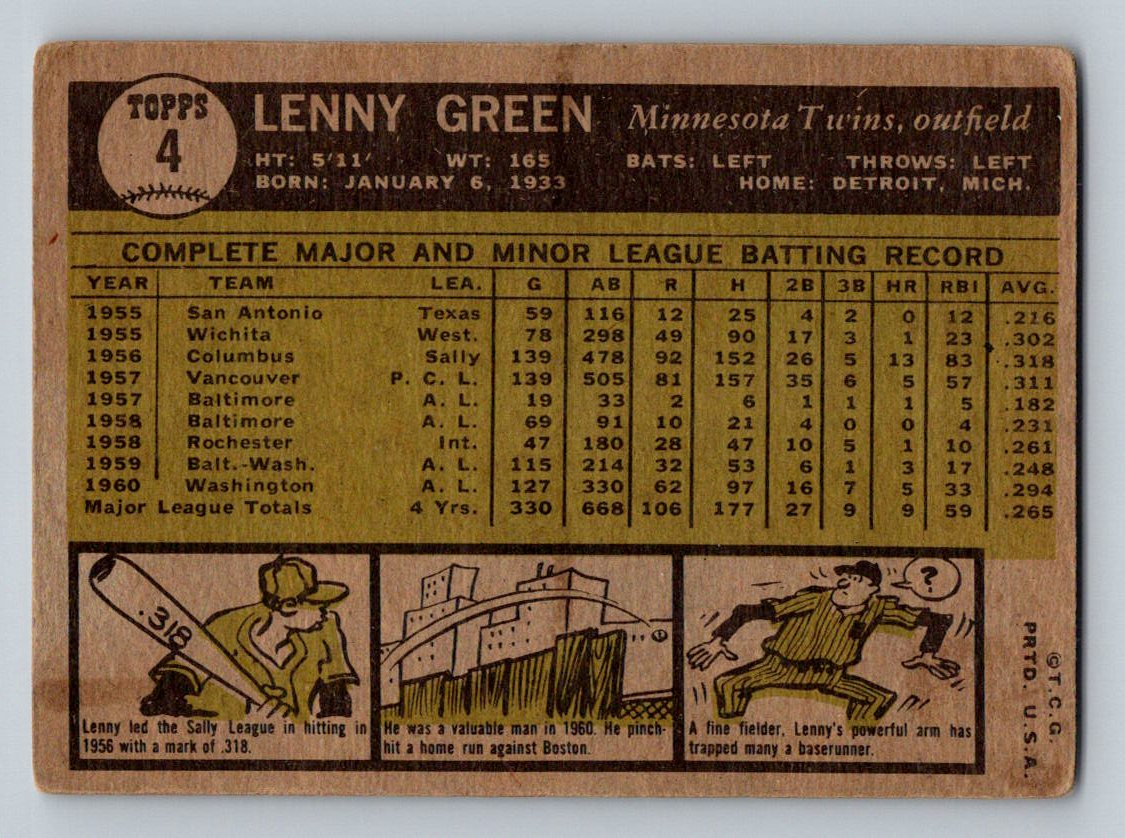 TOPPS
4
LENNY GREEN Minnesota Twins, outfield
HT: 5'11' WT: 165 BATS: LEFT THROWS: LEFT
BORN: JANUARY 6, 1933 HOME: DETROIT, MICH.
COMPLETE MAJOR AND MINOR LEAGUE BATTING RECORD
YEAR TEAM LEA. G AB R H 2B 3B HR RBI AVG.
1955 San Antonio Texas 59 116 12 25 4 2 0 12 .216
1955 Wichita West. 78 298 49 90 17 3 1 23 .302
1956 Columbus Sally 139 478 92 152 26 5 13 83 .318
1957 Vancouver P. C. L. 139 505 81 157 35 6 5 57 .311
1957 Baltimore A. L. 19 33 2 6 1 1 1 5 .182
1958 Baltimore A. L. 69 91 10 21 4 0 0 4 .231
1958 Rochester Int. 47 180 28 47 10 5 1 10 .261
1959 Balt.-Wash. A. L. 115 214 32 53 6 1 3 17 .248
1960 Washington A. L. 127 330 62 97 16 7 5 33 .294
Major League Totals 4 Yrs. 330 668 106 177 27 9 9 59 .265
.318
Lenny led the Sally League in hitting in
1956 with a mark of .318.
He was a valuable man in 1960. He pinch-
hit a home run against Boston.
?
A fine fielder, Lenny's powerful arm has
trapped many a baserunner.
©T.C.G.
PRTD. U.S.A.